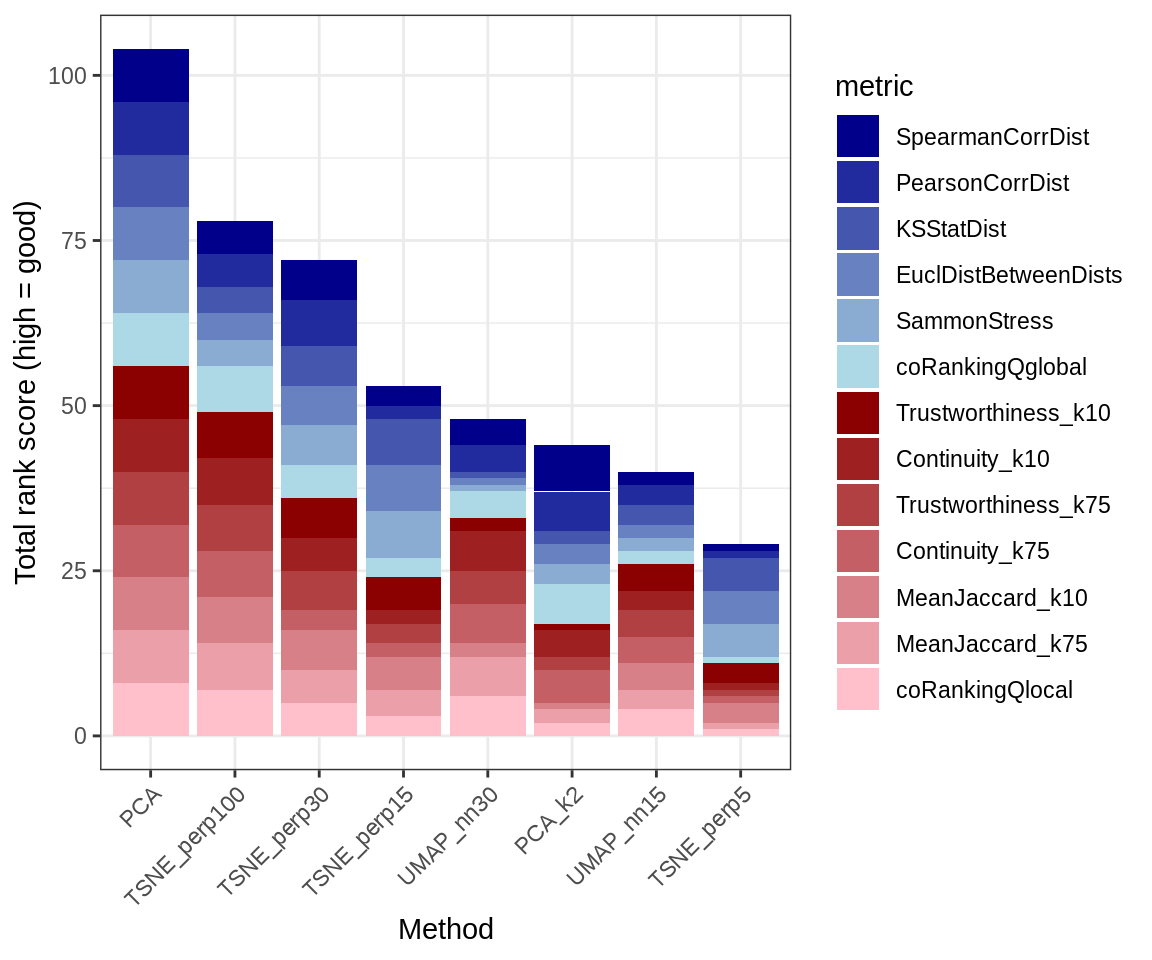 Total rank score (high = good)
100
75
50
25
0
PCA
TSNE_perp100
TSNE_perp30
TSNE_perp15
UMAP_nn30
PCA_k2
UMAP_nn15
TSNE_perp5
Method
metric
SpearmanCorrDist
PearsonCorrDist
KSStatDist
EuclDistBetweenDists
SammonStress
coRankingQglobal
Trustworthiness_k10
Continuity_k10
Trustworthiness_k75
Continuity_k75
MeanJaccard_k10
MeanJaccard_k75
coRankingQlocal